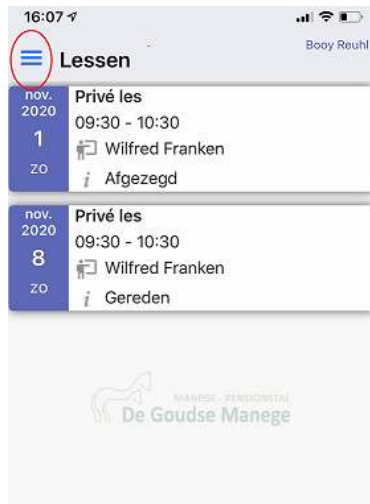 16:07
Booy Reuhl
Lessen
nov.
2020
1
zo
Privé les
09:30 - 10:30
Wilfred Franken
i Afgezegd
nov.
2020
8
zo
Privé les
09:30 - 10:30
Wilfred Franken
i Gereden
MANEGE - PENSIONSTAL
De Goudse Manege